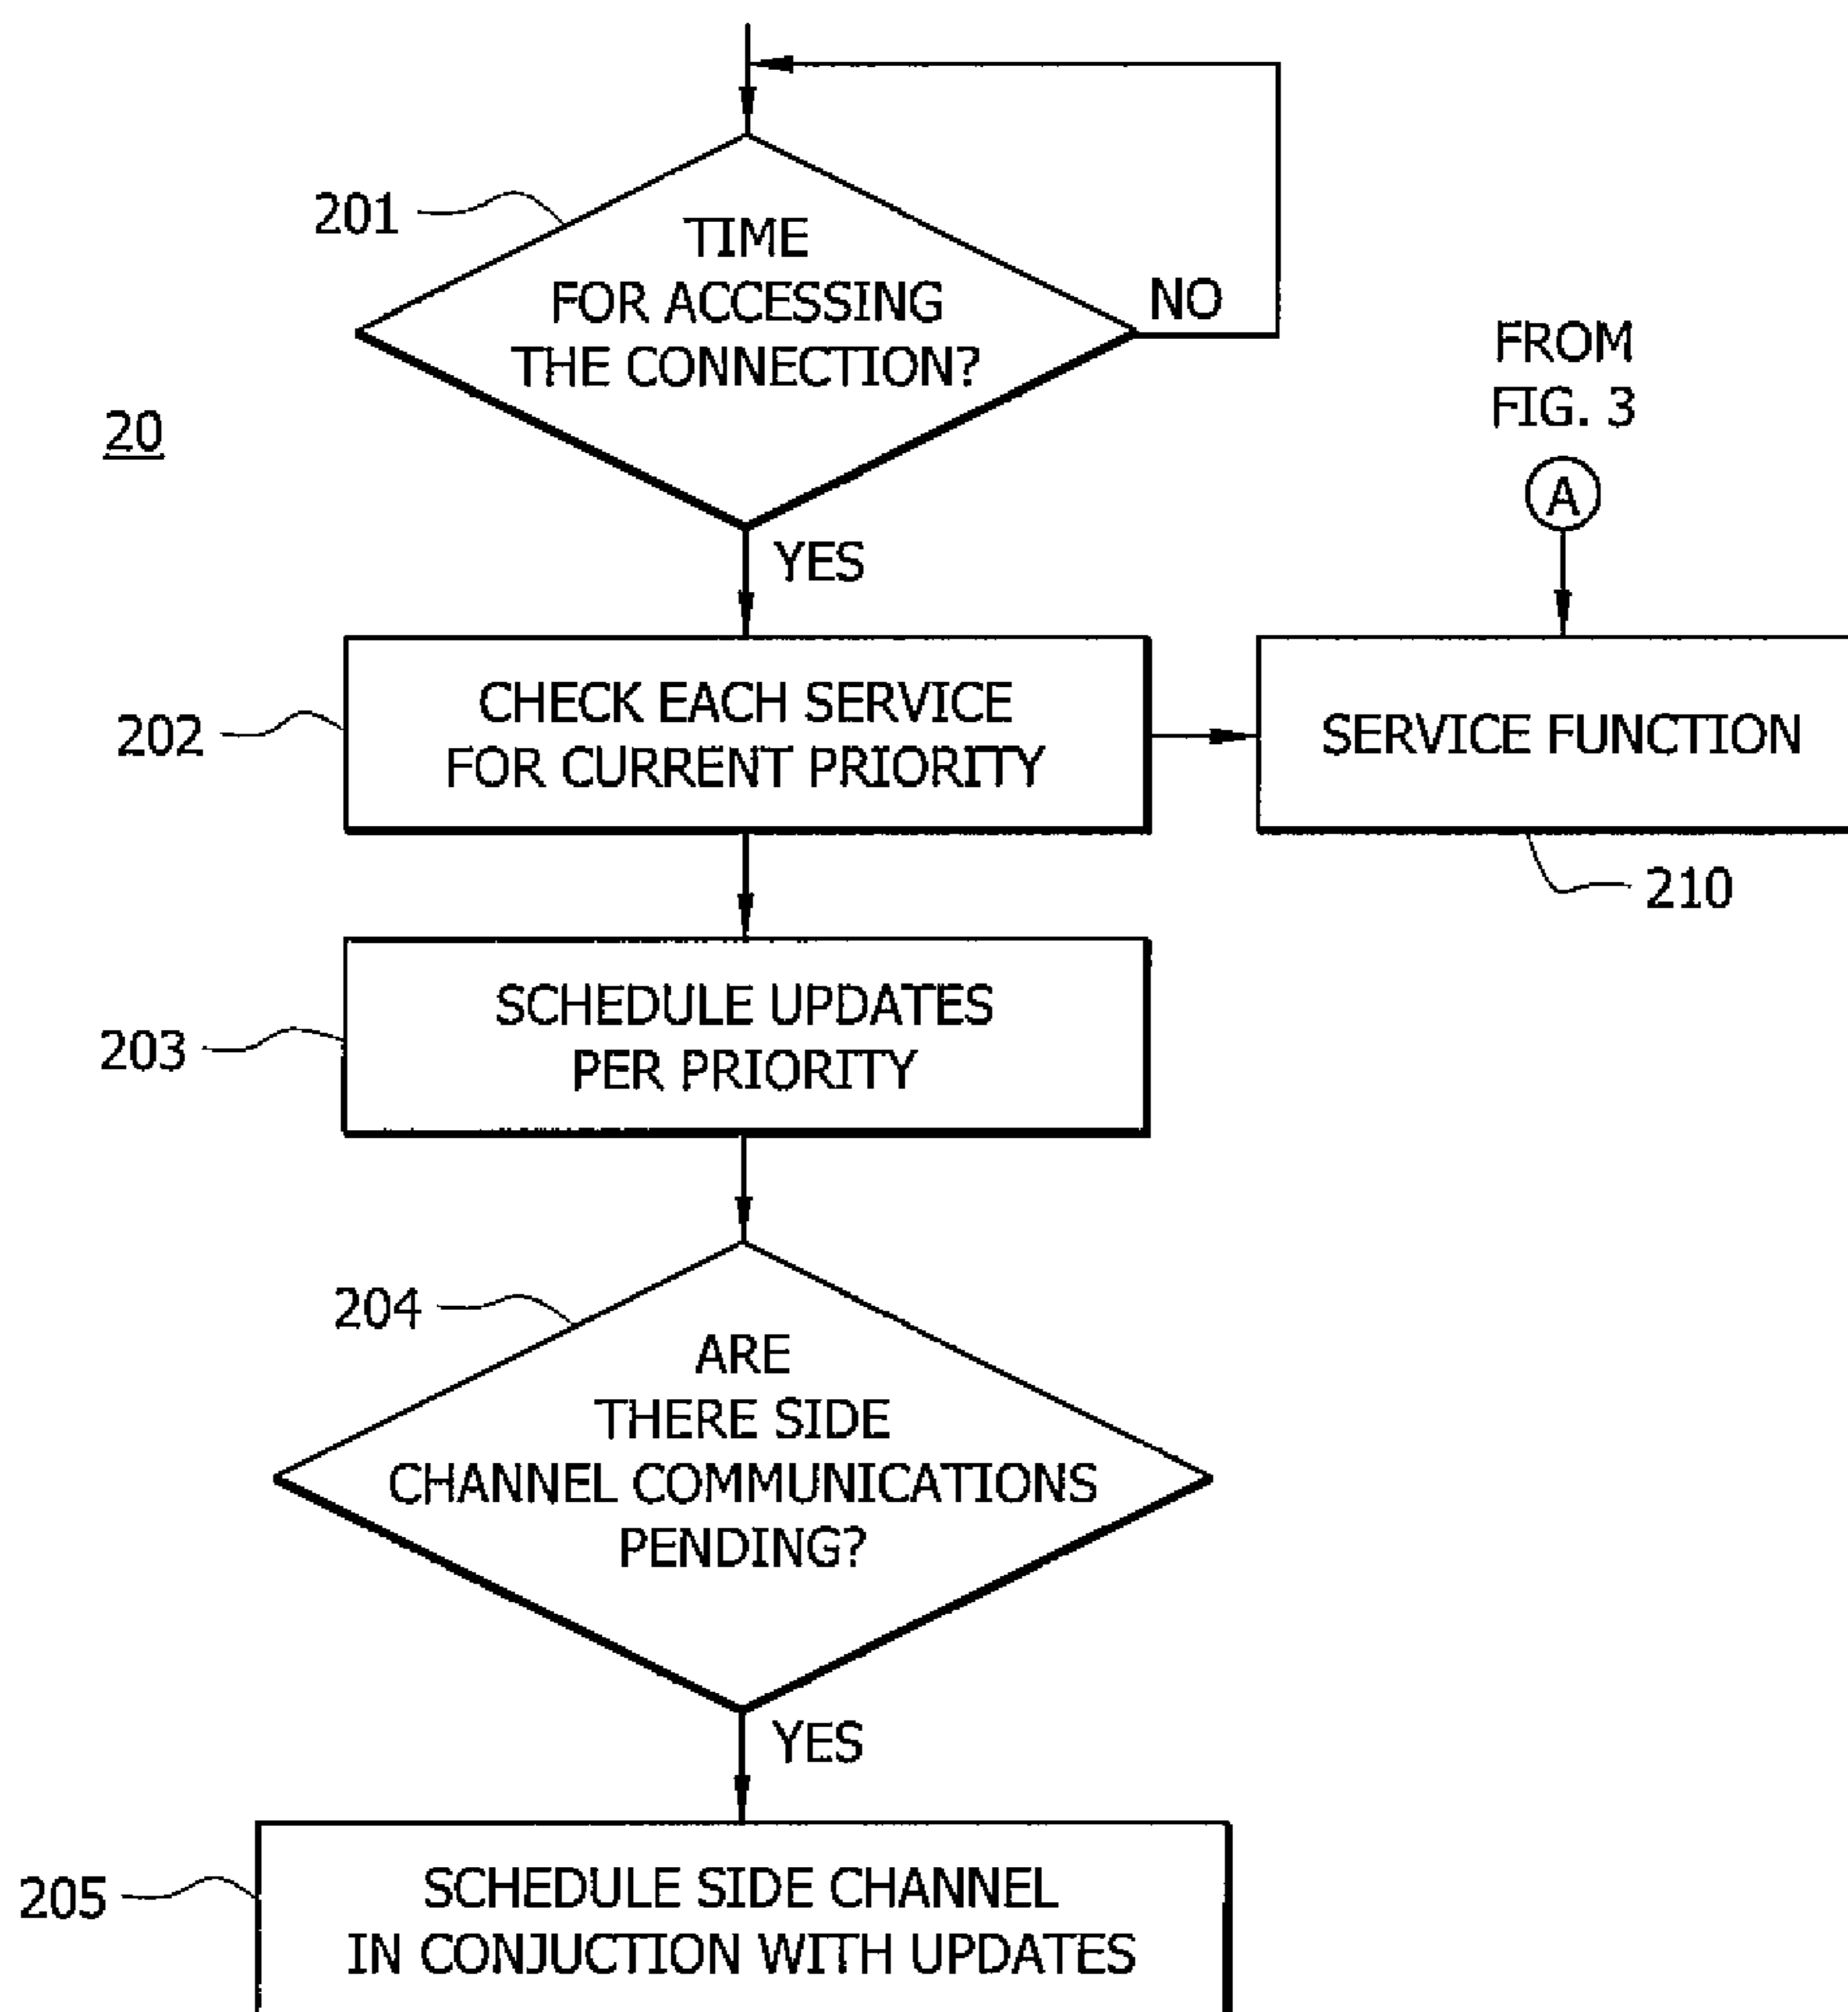 201
TIME
FOR ACCESSING
THE CONNECTION?
NO
20
FROM
FIG. 3
A
YES
202
CHECK EACH SERVICE
FOR CURRENT PRIORITY
SERVICE FUNCTION
210
203
SCHEDULE UPDATES
PER PRIORITY
204
ARE
THERE SIDE
CHANNEL COMMUNICATIONS
PENDING?
YES
205
SCHEDULE SIDE CHANNEL
IN CONJUCTION WITH UPDATES